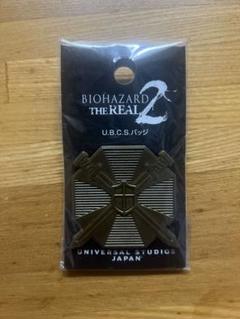 BIOHAZARD
THE REAL 2
U.B.C.S.バッジ
UNIVERSAL STUDIOS
JAPAN